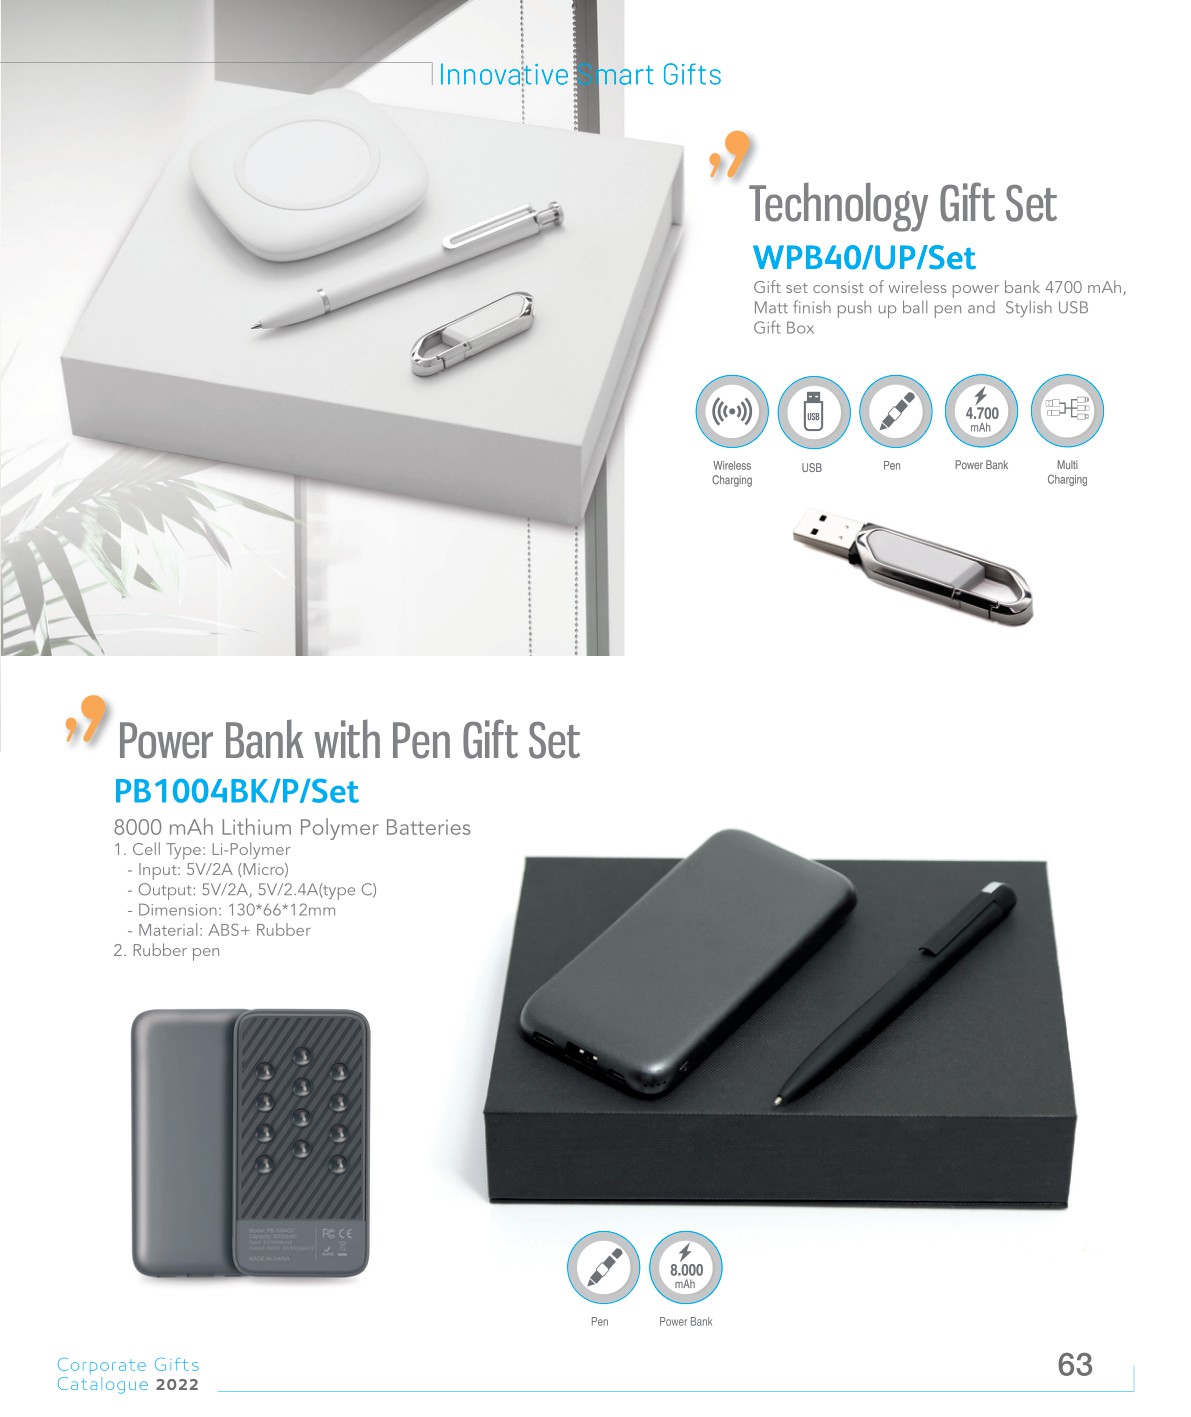 Innovative Smart Gifts
Technology Gift Set
WPB40/UP/Set
Gift set consist of wireless power bank 4700 mAh,
Matt finish push up ball pen and Stylish USB
Gift Box
USB
4.700
mAh
Wireless
Charging
USB
Pen
Power Bank
Multi
Charging
Power Bank with Pen Gift Set
PB1004BK/P/Set
8000 mAh Lithium Polymer Batteries
1. Cell Type: Li-Polymer
- Input: 5V/2A (Micro)
- Output: 5V/2A, 5V/2.4A(type C)
- Dimension: 130*66*12mm
- Material: ABS+ Rubber
2. Rubber pen
FC CE
MADE IN CHINA
8.000
mAh
Pen
Power Bank
Corporate Gifts
Catalogue 2022
63